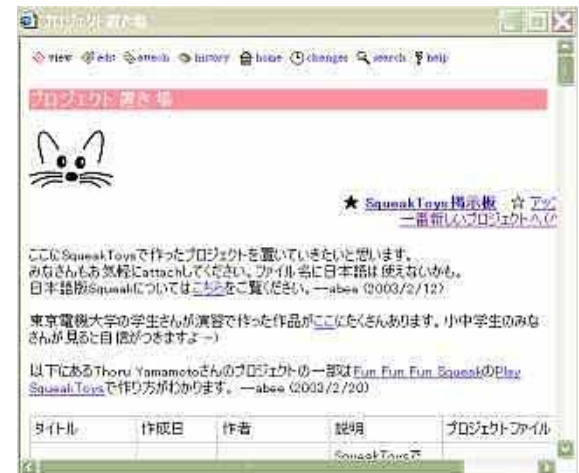 プロジェクト置き場
view edit attach history home changes search help
プロジェクト置き場
★ SqueakToys掲示板 ☆
一番新しいプロジェクトへ
ここにSqueakToysで作ったプロジェクトを置いていきたいと思います。
みなさんもお気軽にattachしてください。ファイル名に日本語は使えないかも。
日本語版Squeakについてはこちらをご覧ください。--abee (2003/2/12)
東京電機大学の学生さんが演習で作った作品がここにたくさんあります。小中学生のみな
さんが見ると自信がつきますよ:-)
以下にあるThoru Yamamotoさんのプロジェクトの一部はFun Fun Fun SqueakのPlay
SqueakToysで作り方がわかります。--abee (2003/2/20)
タイトル 作成日 作者 説明 プロジェクトファイル
SqueakToysで